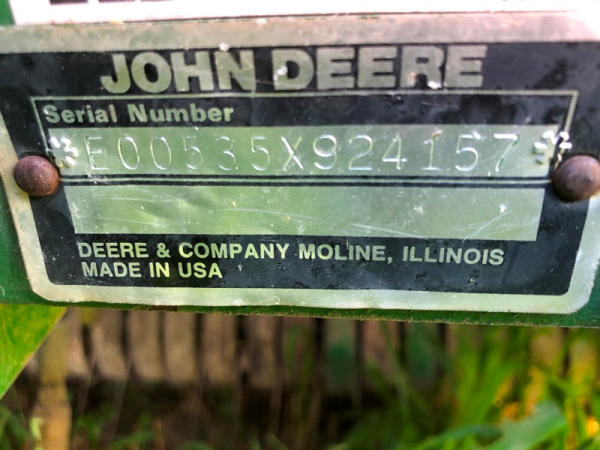 JOHN DEERE
Serial Number
*E00535X924157*
DEERE & COMPANY MOLINE, ILLINOIS
MADE IN USA